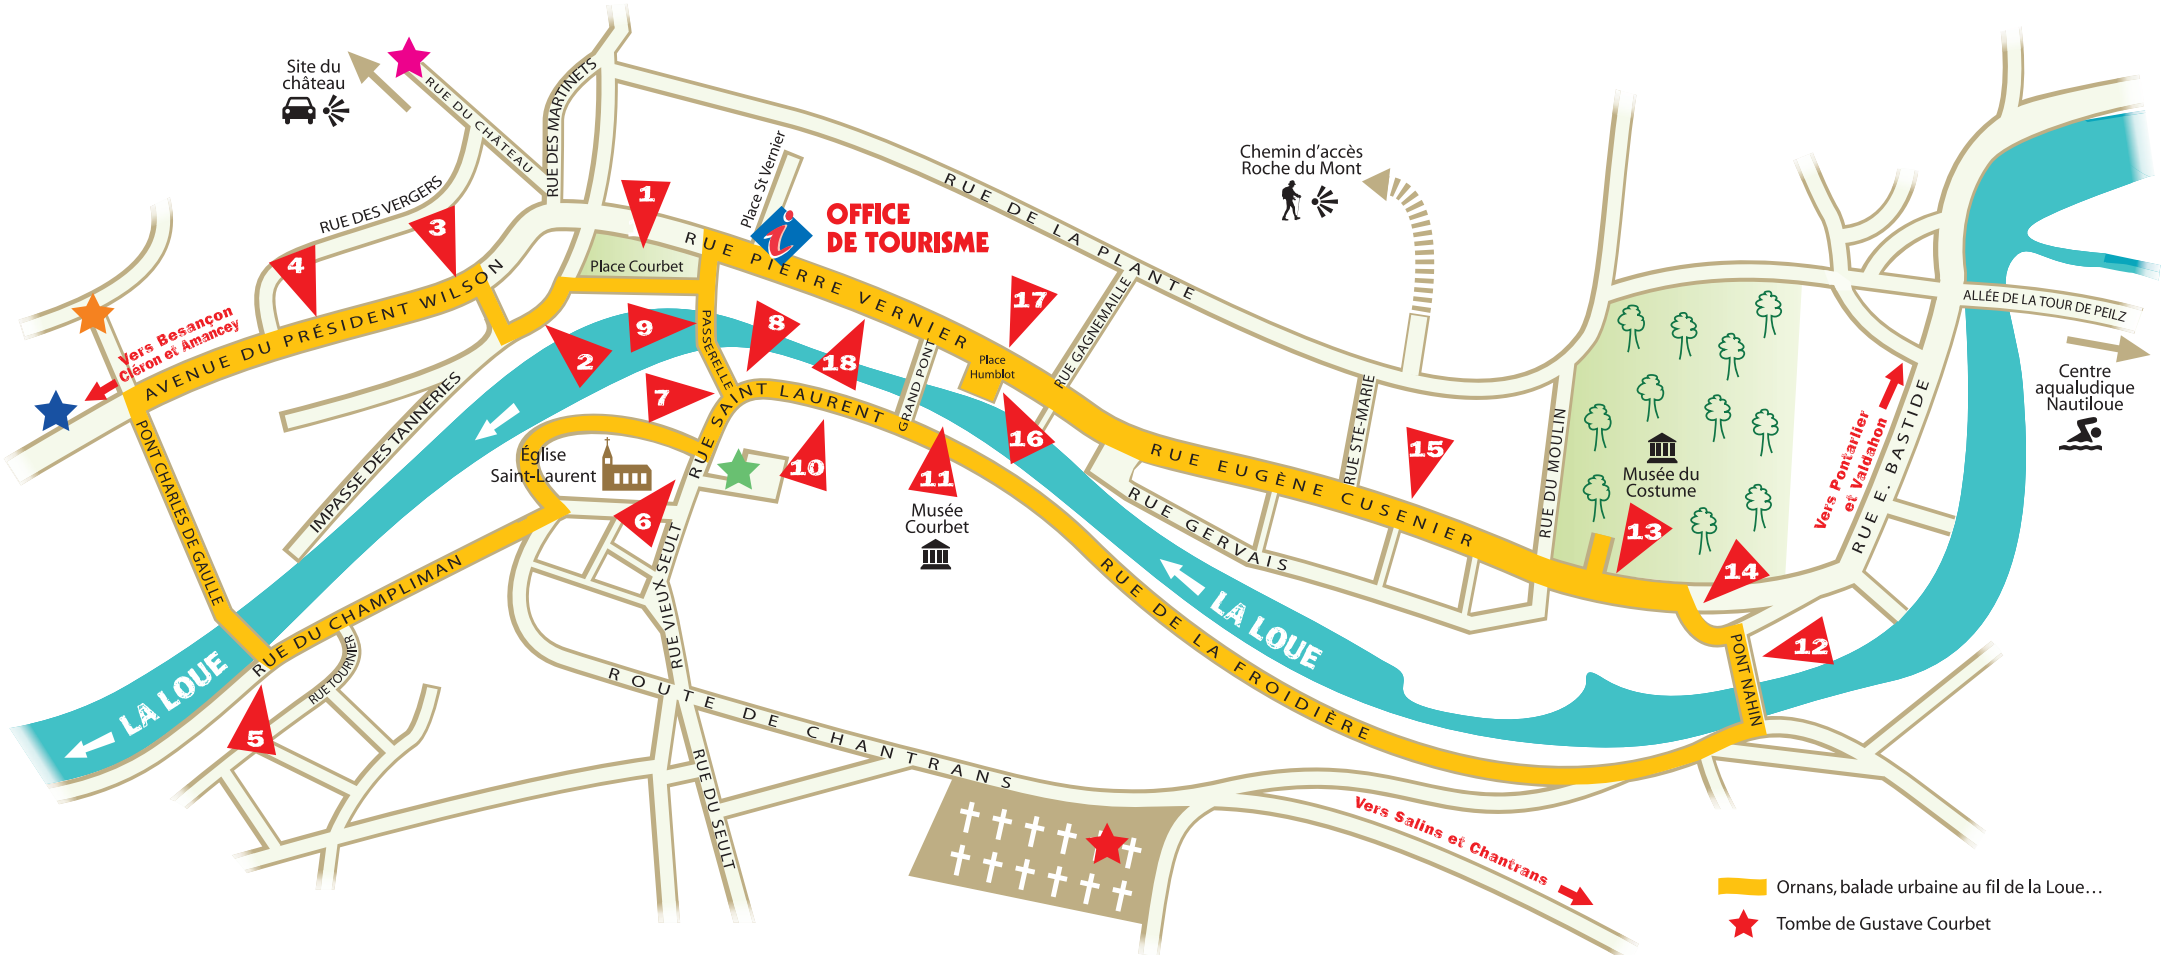 Site du
château
RUE DU CHÂTEAU
RUE DES MARTINETS
RUE DES VERGERS
Place St Vernier
1
3
4
OFFICE
DE TOURISME
Place Courbet
RUE PIERRE VERNIER
RUE DE LA PLANTE
Chemin d'accès
Roche du Mont
Vers Besançon
Cléron et Amancey
AVENUE DU PRÉSIDENT WILSON
PASSERELLE
2
9
8
18
17
7
GRAND PONT
Place
Humblot
RUE GAGNEMAILLE
RUE SAINT LAURENT
PONT CHARLES DE GAULLE
IMPASSE DES TANNERIES
Église
Saint-Laurent
6
10
11
Musée
Courbet
16
RUE EUGÈNE CUSENIER
RUE STE-MARIE
15
RUE DU MOULIN
Musée du
Costume
13
14
12
Vers Pontarlier
et Valdahon
RUE E. BASTIDE
ALLÉE DE LA TOUR DE PEILZ
Centre
aqualudique
Nautiloue
RUE GERVAIS
LA LOUE
RUE DE LA FROIDIÈRE
PONT NAHIN
RUE DU CHAMPLIMAN
RUE TOURNIER
LA LOUE
5
RUE VIEUX SEULT
ROUTE DE CHANTRANS
RUE DU SEULT
Vers Salins et Chantrans
Ornans, balade urbaine au fil de la Loue...
Tombe de Gustave Courbet